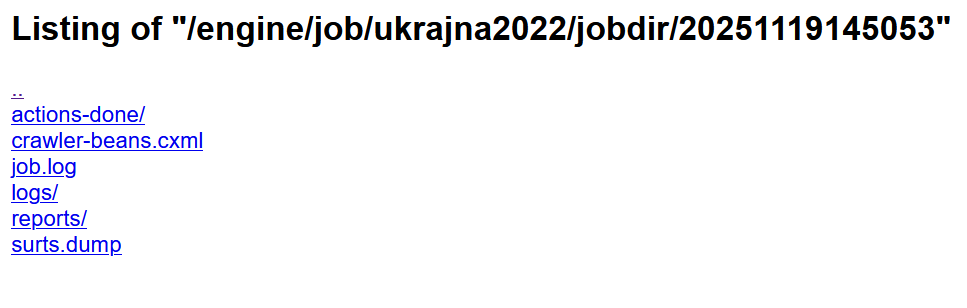 Listing of "/engine/job/ukrajna2022/jobdir/20251119145053"
..
actions-done/
crawler-beans.cxml
job.log
logs/
reports/
surts.dump